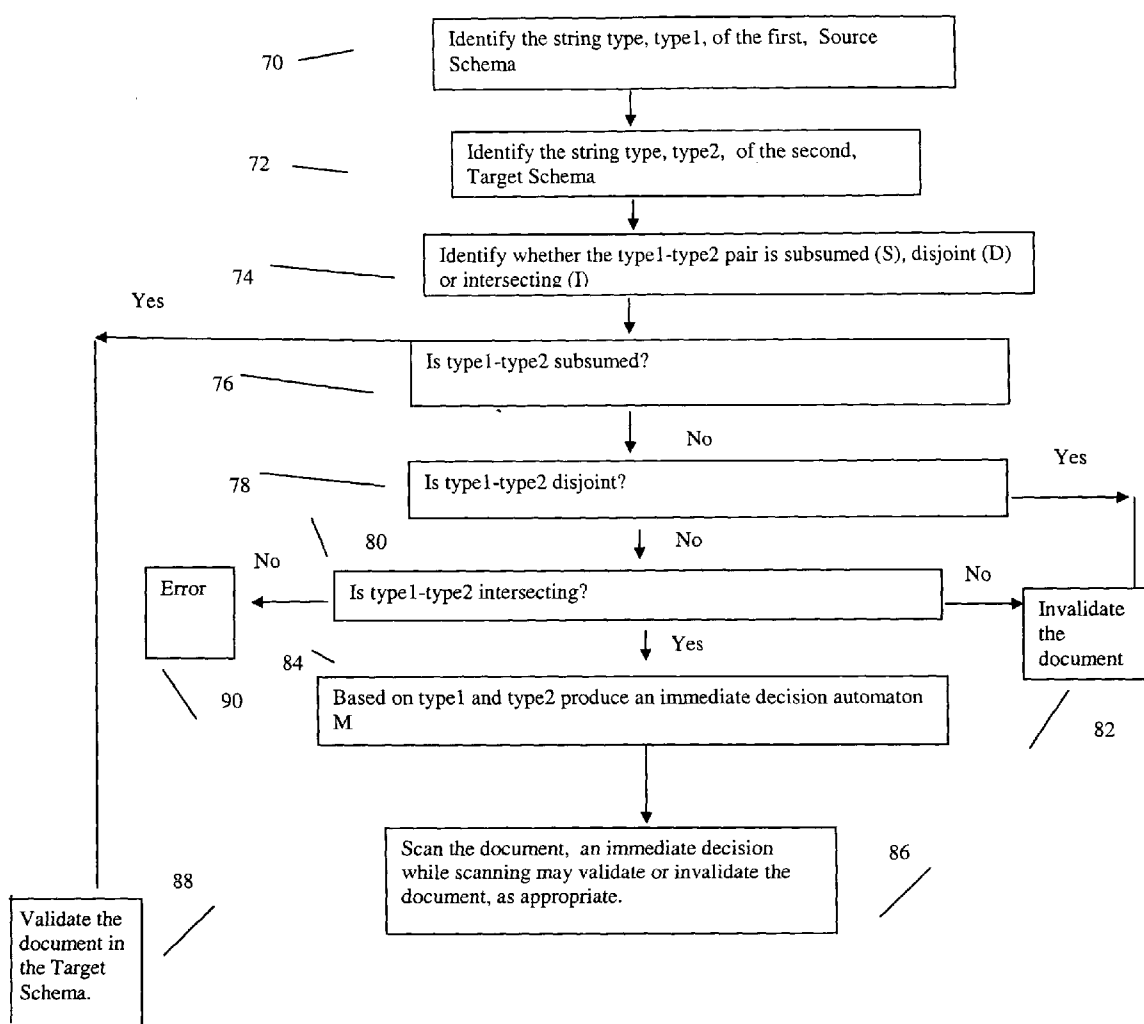 Identify the string type, type1, of the first, Source
Schema
70
Identify the string type, type2, of the second,
Target Schema
72
Identify whether the type1-type2 pair is subsumed (S), disjoint (D)
or intersecting (I)
74
Yes
Is type1-type2 subsumed?
76
No
Yes
Is type1-type2 disjoint?
78
80
No
No
No
Error
Is type1-type2 intersecting?
Invalidate
the
document
Yes
84
90
Based on type1 and type2 produce an immediate decision automaton
M
82
Scan the document, an immediate decision
while scanning may validate or invalidate the
document, as appropriate.
86
88
Validate the
document in
the Target
Schema.